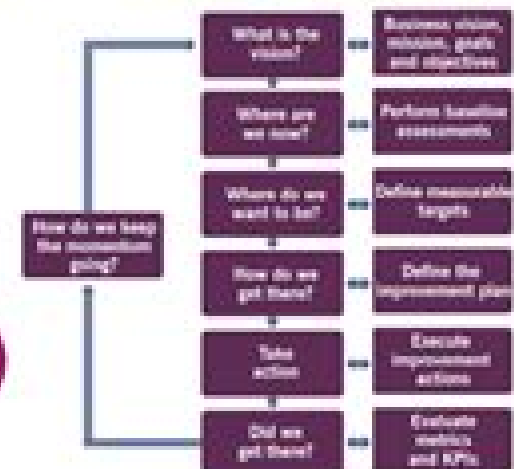 What is the
vision?
Business vision,
mission, goals
and objectives
Where are
we now?
Perform baseline
assessments
Where do we
want to be?
Define measurable
targets
How do we keep
the momentum
going?
How do we
get there?
Define the
improvement plan
Take
action
Execute
improvement
actions
Did we
get there?
Evaluate
metrics
and KPIs